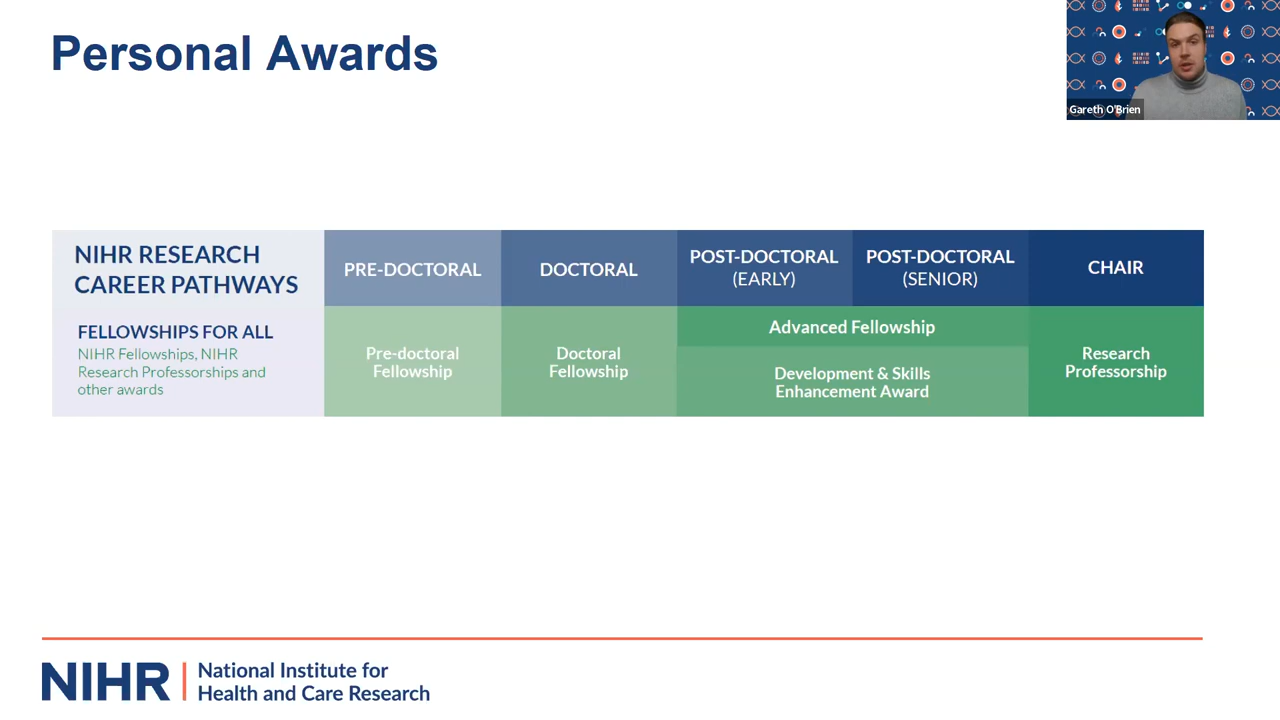 Personal Awards
Gareth O'Brien
NIHR RESEARCH
CAREER PATHWAYS
PRE-DOCTORAL
DOCTORAL
POST-DOCTORAL
(EARLY)
POST-DOCTORAL
(SENIOR)
CHAIR
FELLOWSHIPS FOR ALL
NIHR Fellowships, NIHR
Research Professorships and
other awards
Pre-doctoral
Fellowship
Doctoral
Fellowship
Advanced Fellowship
Development & Skills
Enhancement Award
Research
Professorship
NIHR | National Institute for
Health and Care Research